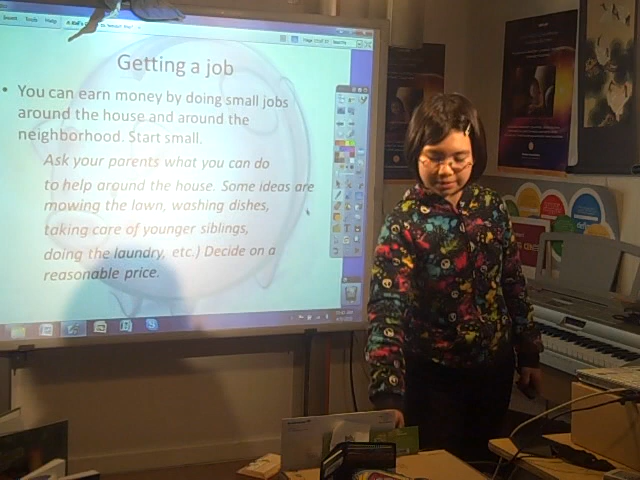 Tools Help
Getting a job
• You can earn money by doing small jobs
around the house and around the
neighborhood. Start small.
Ask your parents what you can do
to help around the house. Some ideas are
mowing the lawn, washing dishes,
taking care of younger siblings,
doing the laundry, etc.) Decide on a
reasonable price.